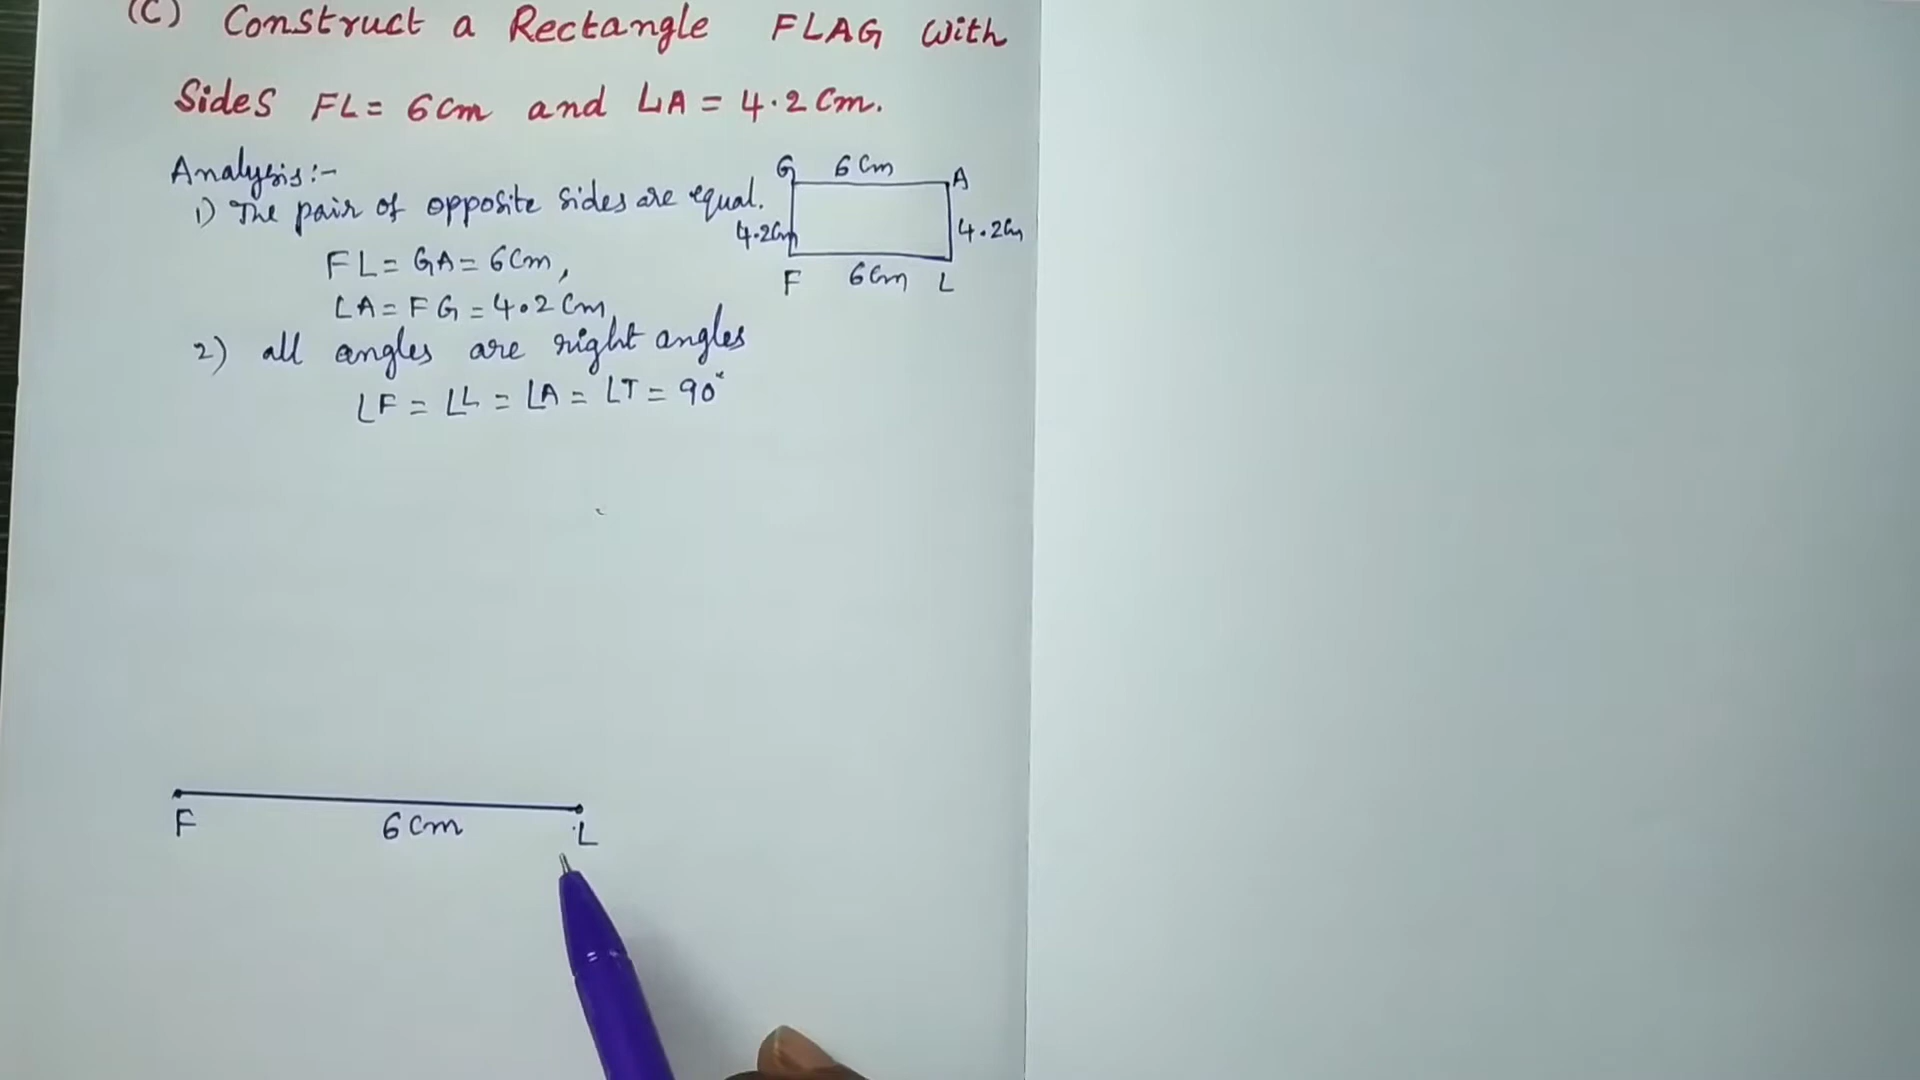 (C) Construct a Rectangle FLAG with
Sides FL = 6cm and LA = 4.2 Cm.
Analysis:-
1) The pair of opposite sides are equal.
FL = GA = 6Cm,
LA = FG = 4.2 Cm
2) all angles are right angles
∠F = ∠L = ∠A = ∠T = 90°
G 6 Cm A
4.2Cm 4.2Cm
F 6Cm L
F 6 Cm L